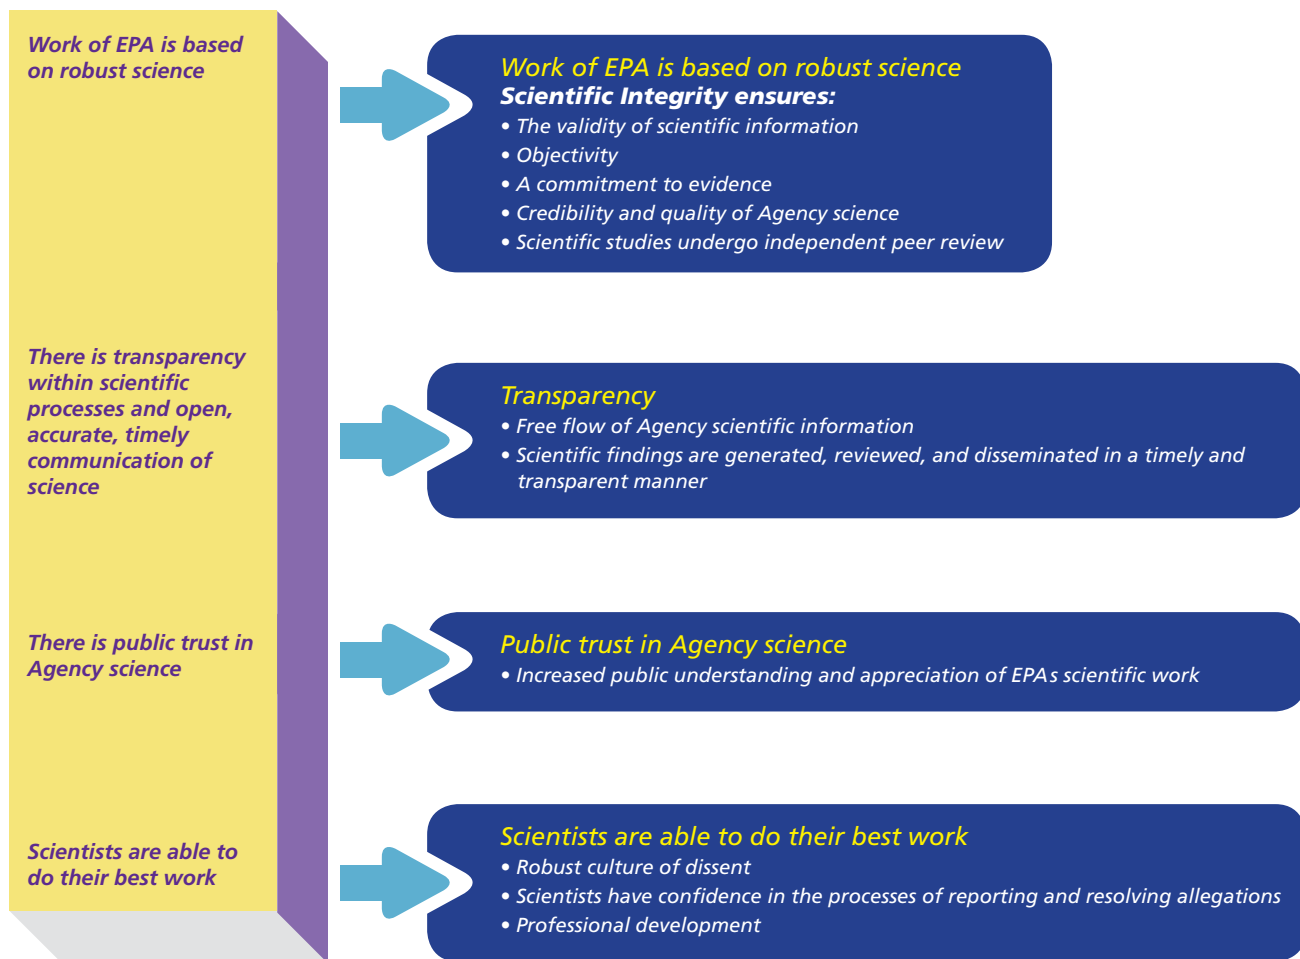 Work of EPA is based
on robust science
Work of EPA is based on robust science
Scientific Integrity ensures:
• The validity of scientific information
• Objectivity
• A commitment to evidence
• Credibility and quality of Agency science
• Scientific studies undergo independent peer review
There is transparency
within scientific
processes and open,
accurate, timely
communication of
science
Transparency
• Free flow of Agency scientific information
• Scientific findings are generated, reviewed, and disseminated in a timely and
transparent manner
There is public trust in
Agency science
Public trust in Agency science
• Increased public understanding and appreciation of EPAs scientific work
Scientists are able to
do their best work
Scientists are able to do their best work
• Robust culture of dissent
• Scientists have confidence in the processes of reporting and resolving allegations
• Professional development